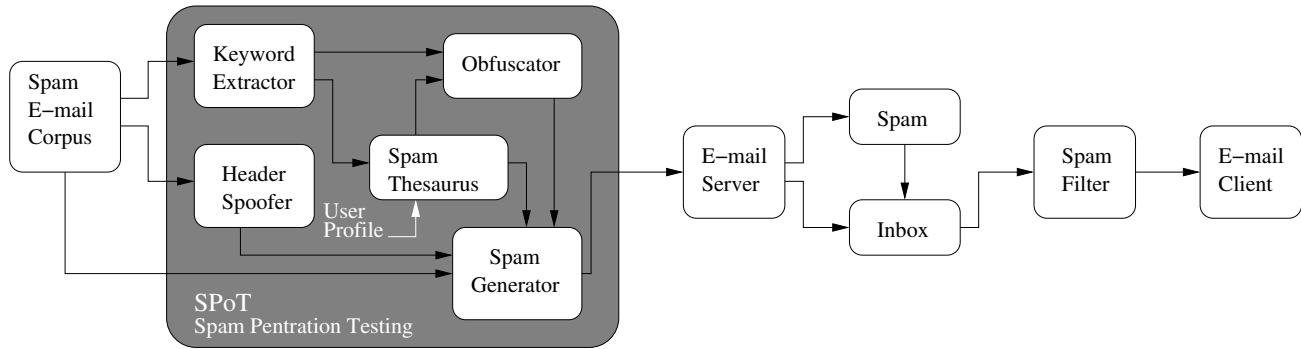 Spam
E−mail
Corpus
Keyword
Extractor
Header
Spoofer
Obfuscator
Spam
Thesaurus
User
Profile
Spam
Generator
SPoT
Spam Pentration Testing
E−mail
Server
Spam
Inbox
Spam
Filter
E−mail
Client